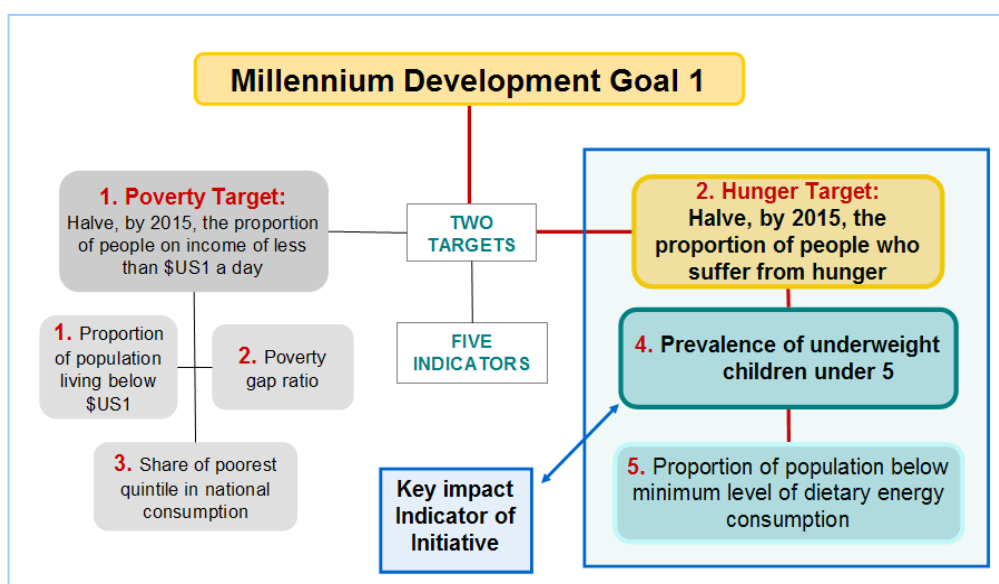 Millennium Development Goal 1
1. Poverty Target:
Halve, by 2015, the proportion
of people on income of less
than $US1 a day
TWO
TARGETS
2. Hunger Target:
Halve, by 2015, the
proportion of people who
suffer from hunger
1. Proportion
of population
living below
$US1
2. Poverty
gap ratio
FIVE
INDICATORS
4. Prevalence of underweight
children under 5
3. Share of poorest
quintile in national
consumption
Key impact
Indicator of
Initiative
5. Proportion of population below
minimum level of dietary energy
consumption